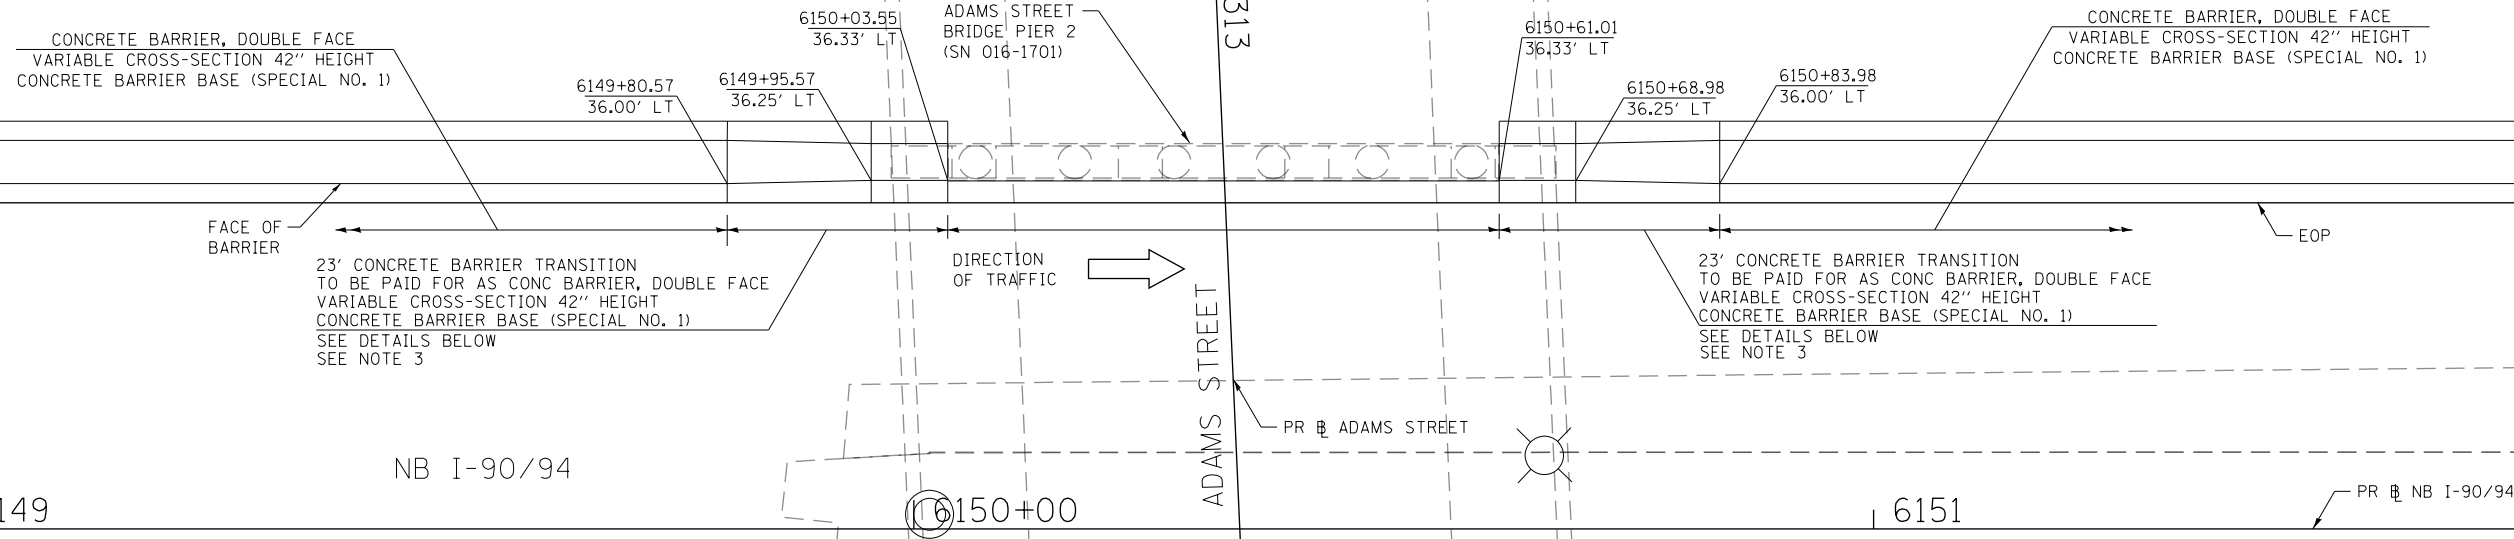 CONCRETE BARRIER, DOUBLE FACE
VARIABLE CROSS-SECTION 42" HEIGHT
CONCRETE BARRIER BASE (SPECIAL NO. 1)
6149+80.57
36.00' LT
6149+95.57
36.25' LT
6150+03.55
36.33' LT
ADAMS STREET
BRIDGE PIER 2
(SN 016-1701)
313
6150+61.01
36.33' LT
6150+68.98
36.25' LT
6150+83.98
36.00' LT
CONCRETE BARRIER, DOUBLE FACE
VARIABLE CROSS-SECTION 42" HEIGHT
CONCRETE BARRIER BASE (SPECIAL NO. 1)
FACE OF
BARRIER
23' CONCRETE BARRIER TRANSITION
TO BE PAID FOR AS CONC BARRIER, DOUBLE FACE
VARIABLE CROSS-SECTION 42" HEIGHT
CONCRETE BARRIER BASE (SPECIAL NO. 1)
SEE DETAILS BELOW
SEE NOTE 3
DIRECTION
OF TRAFFIC
ADAMS STREET
23' CONCRETE BARRIER TRANSITION
TO BE PAID FOR AS CONC BARRIER, DOUBLE FACE
VARIABLE CROSS-SECTION 42" HEIGHT
CONCRETE BARRIER BASE (SPECIAL NO. 1)
SEE DETAILS BELOW
SEE NOTE 3
EOP
PR BL ADAMS STREET
NB I-90/94
149
6150+00
6151
PR BL NB I-90/94